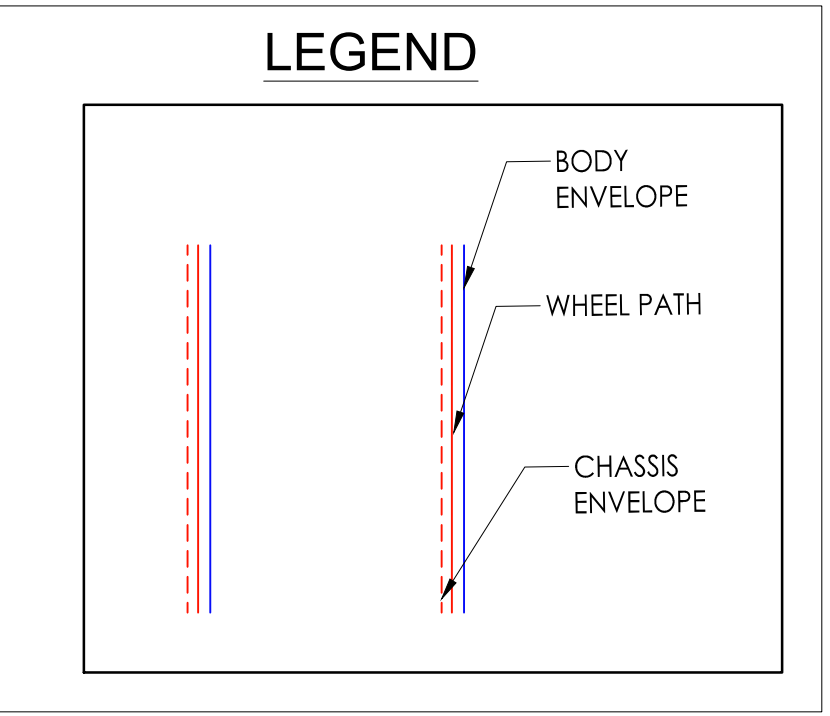 LEGEND
BODY
ENVELOPE
WHEEL PATH
CHASSIS
ENVELOPE